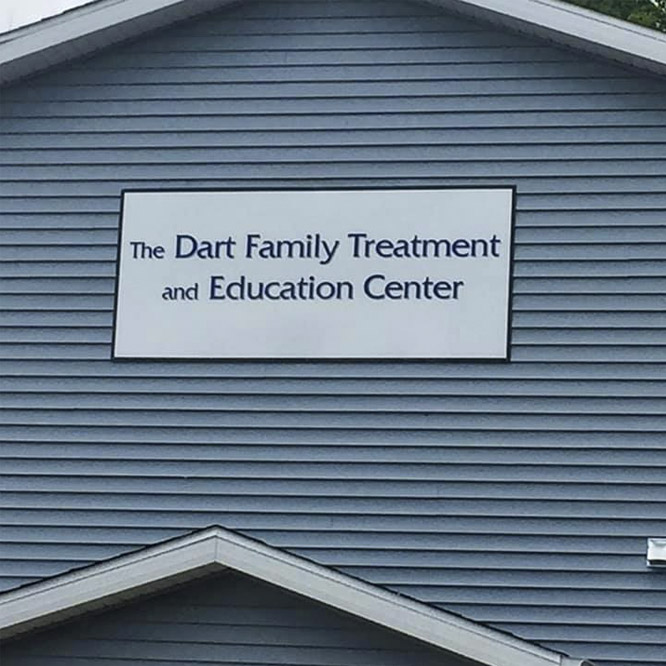 The Dart Family Treatment
and Education Center